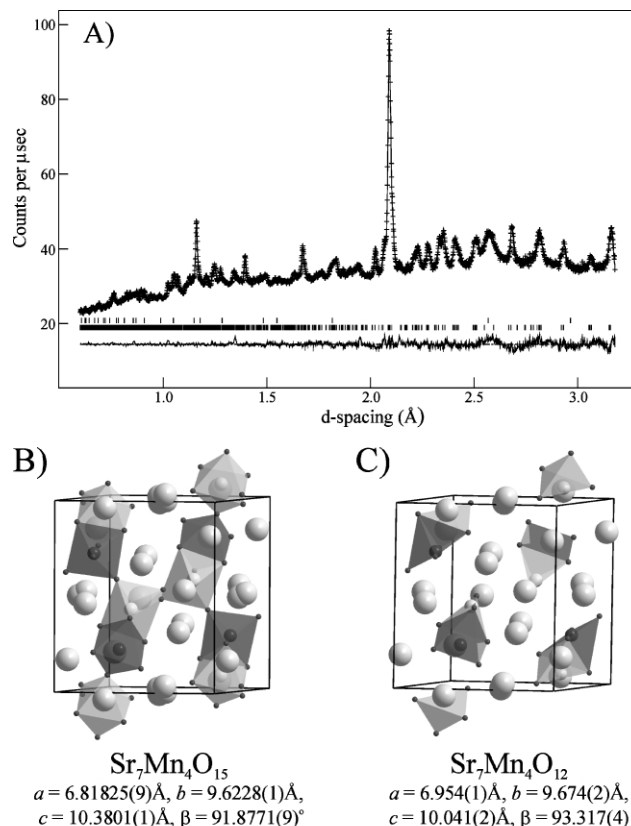 A)
100
80
60
40
20
Counts per μsec
1.0 1.5 2.0 2.5 3.0
d-spacing (Å)
B) C)
Sr₇Mn₄O₁₅ Sr₇Mn₄O₁₂
a = 6.81825(9)Å, b = 9.6228(1)Å, a = 6.954(1)Å, b = 9.674(2)Å,
c = 10.3801(1)Å, β = 91.8771(9)° c = 10.041(2)Å, β = 93.317(4)